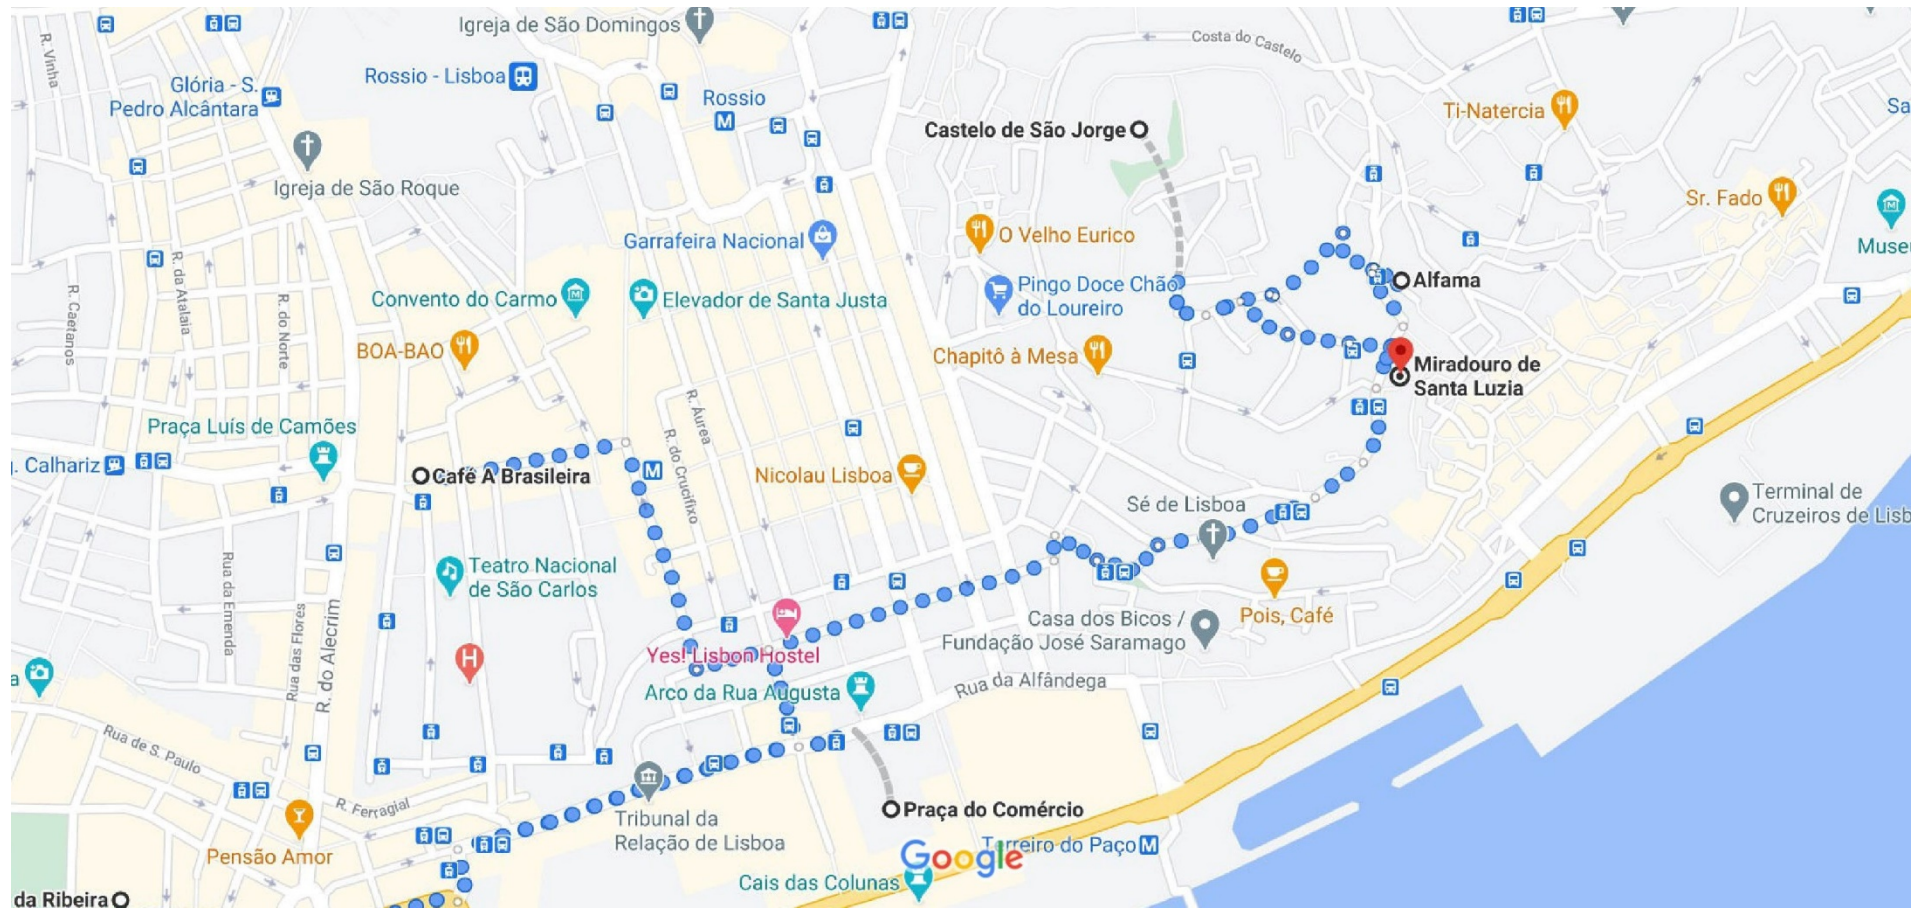 Igreja de São Domingos
Costa do Castelo
R. Vinha
Rossio - Lisboa
Glória - S.
Pedro Alcântara
Rossio
M
Castelo de São Jorge
Ti-Natercia
Sa
Igreja de São Roque
Sr. Fado
Museu
R. da Atalaia
R. Caetanos
R. do Norte
Garrafeira Nacional
O Velho Eurico
Convento do Carmo
Elevador de Santa Justa
Pingo Doce Chão
do Loureiro
Alfama
BOA-BAO
Chapitô à Mesa
Miradouro de
Santa Luzia
R. Áurea
R. do Crucifixo
Praça Luís de Camões
. Calhariz
Café A Brasileira
M
Nicolau Lisboa
Sé de Lisboa
Terminal de
Cruzeiros de Lisb
Rua da Emenda
Rua das Flores
R. do Alecrim
Teatro Nacional
de São Carlos
Pois, Café
Casa dos Bicos /
Fundação José Saramago
H
Yes! Lisbon Hostel
a
Arco da Rua Augusta
Rua da Alfândega
Rua de S. Paulo
R. Ferragial
Tribunal da
Relação de Lisboa
Praça do Comércio
Pensão Amor
Google
Terreiro do Paço M
Cais das Colunas
da Ribeira